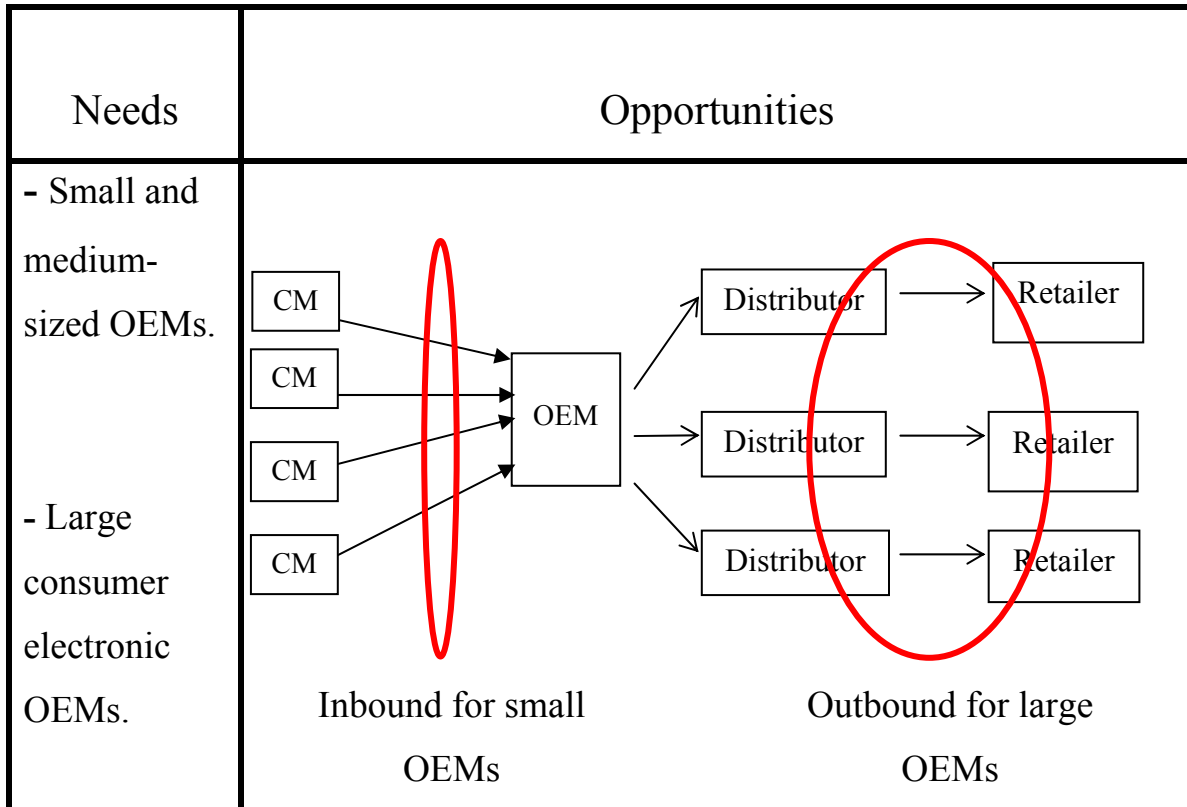 Needs
Opportunities
- Small and
medium-
sized OEMs.
- Large
consumer
electronic
OEMs.
CM
CM
CM
CM
OEM
Distributor
Retailer
Distributor
Retailer
Distributor
Retailer
Inbound for small
OEMs
Outbound for large
OEMs